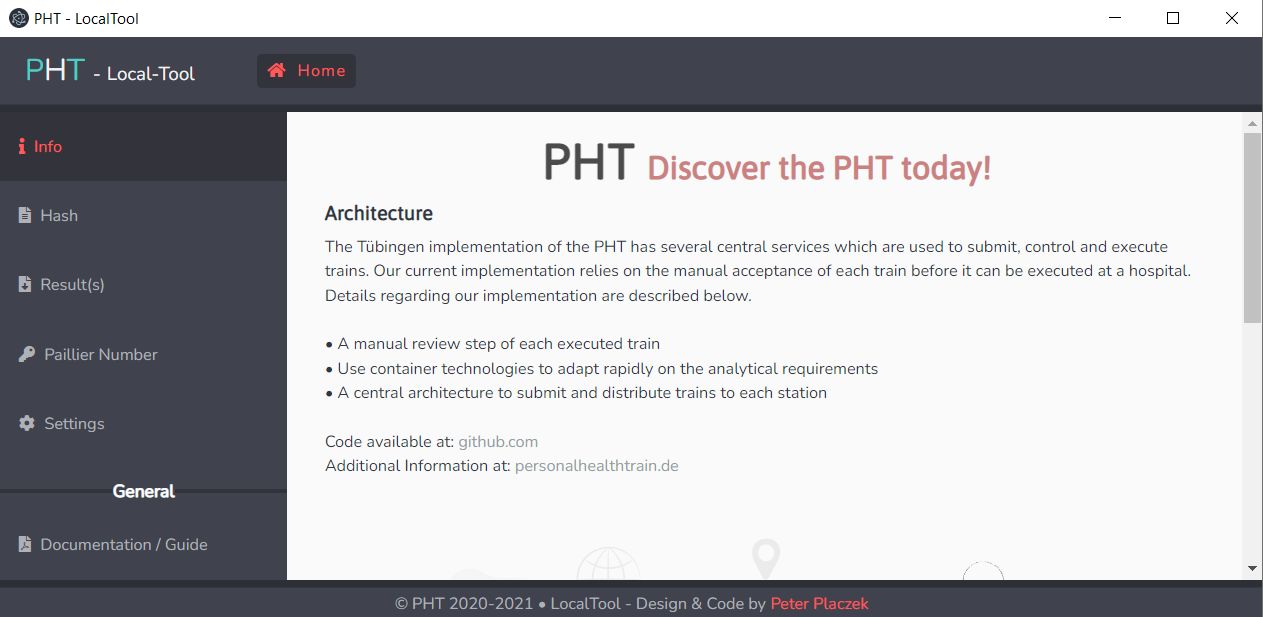 PHT - LocalTool
PHT - Local-Tool
Home
Info
Hash
Result(s)
Paillier Number
Settings
General
Documentation / Guide
PHT Discover the PHT today!
Architecture
The Tübingen implementation of the PHT has several central services which are used to submit, control and execute
trains. Our current implementation relies on the manual acceptance of each train before it can be executed at a hospital.
Details regarding our implementation are described below.
• A manual review step of each executed train
• Use container technologies to adapt rapidly on the analytical requirements
• A central architecture to submit and distribute trains to each station
Code available at: github.com
Additional Information at: personalhealthtrain.de
© PHT 2020-2021 • LocalTool - Design & Code by Peter Placzek